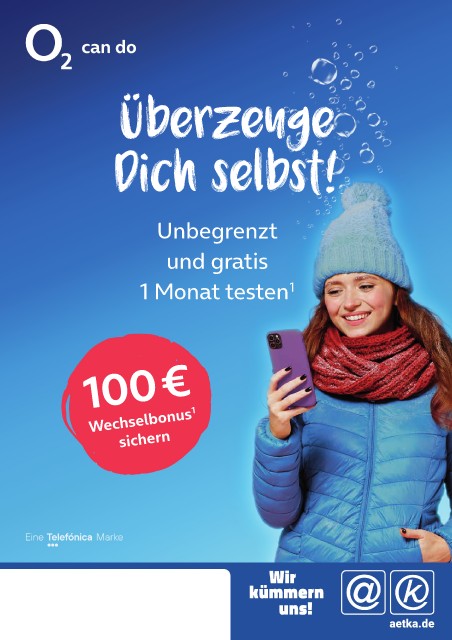 O2 can do
Überzeuge
Dich selbst!
Unbegrenzt
und gratis
1 Monat testen¹
100 €
Wechselbonus¹
sichern
Eine Telefónica Marke
Wir
kümmern
uns!
@ k
aetka.de